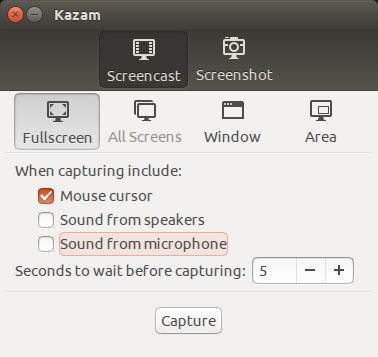 Kazam
Screencast Screenshot
Fullscreen All Screens Window Area
When capturing include:
Mouse cursor
Sound from speakers
Sound from microphone
Seconds to wait before capturing: 5 − +
Capture